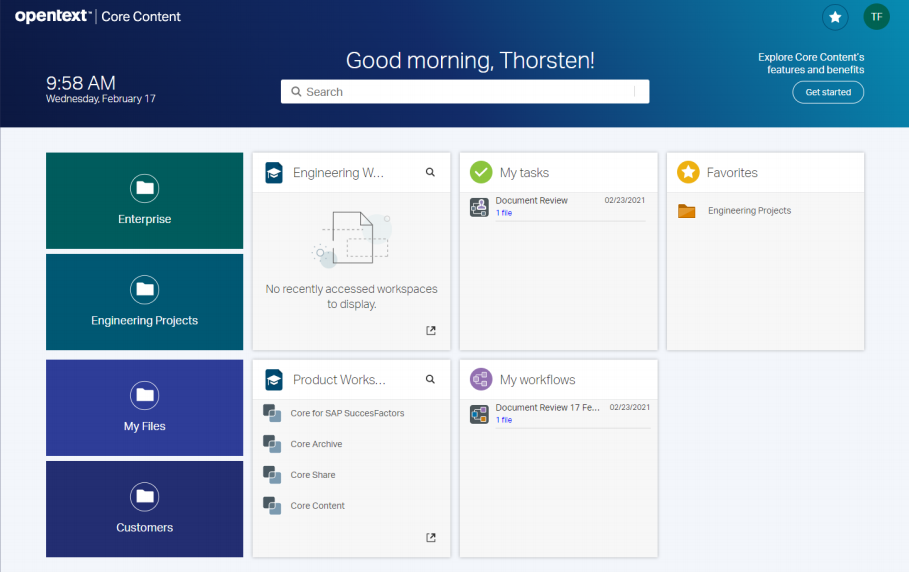 opentext™ | Core Content
TF
Good morning, Thorsten!
9:58 AM
Wednesday, February 17
Search
Explore Core Content's
features and benefits
Get started
Enterprise
Engineering Projects
My Files
Customers
Engineering W...
No recently accessed workspaces
to display.
My tasks
Document Review 02/23/2021
1 file
Favorites
Engineering Projects
Product Works...
Core for SAP SuccesFactors
Core Archive
Core Share
Core Content
My workflows
Document Review 17 Fe... 02/23/2021
1 file